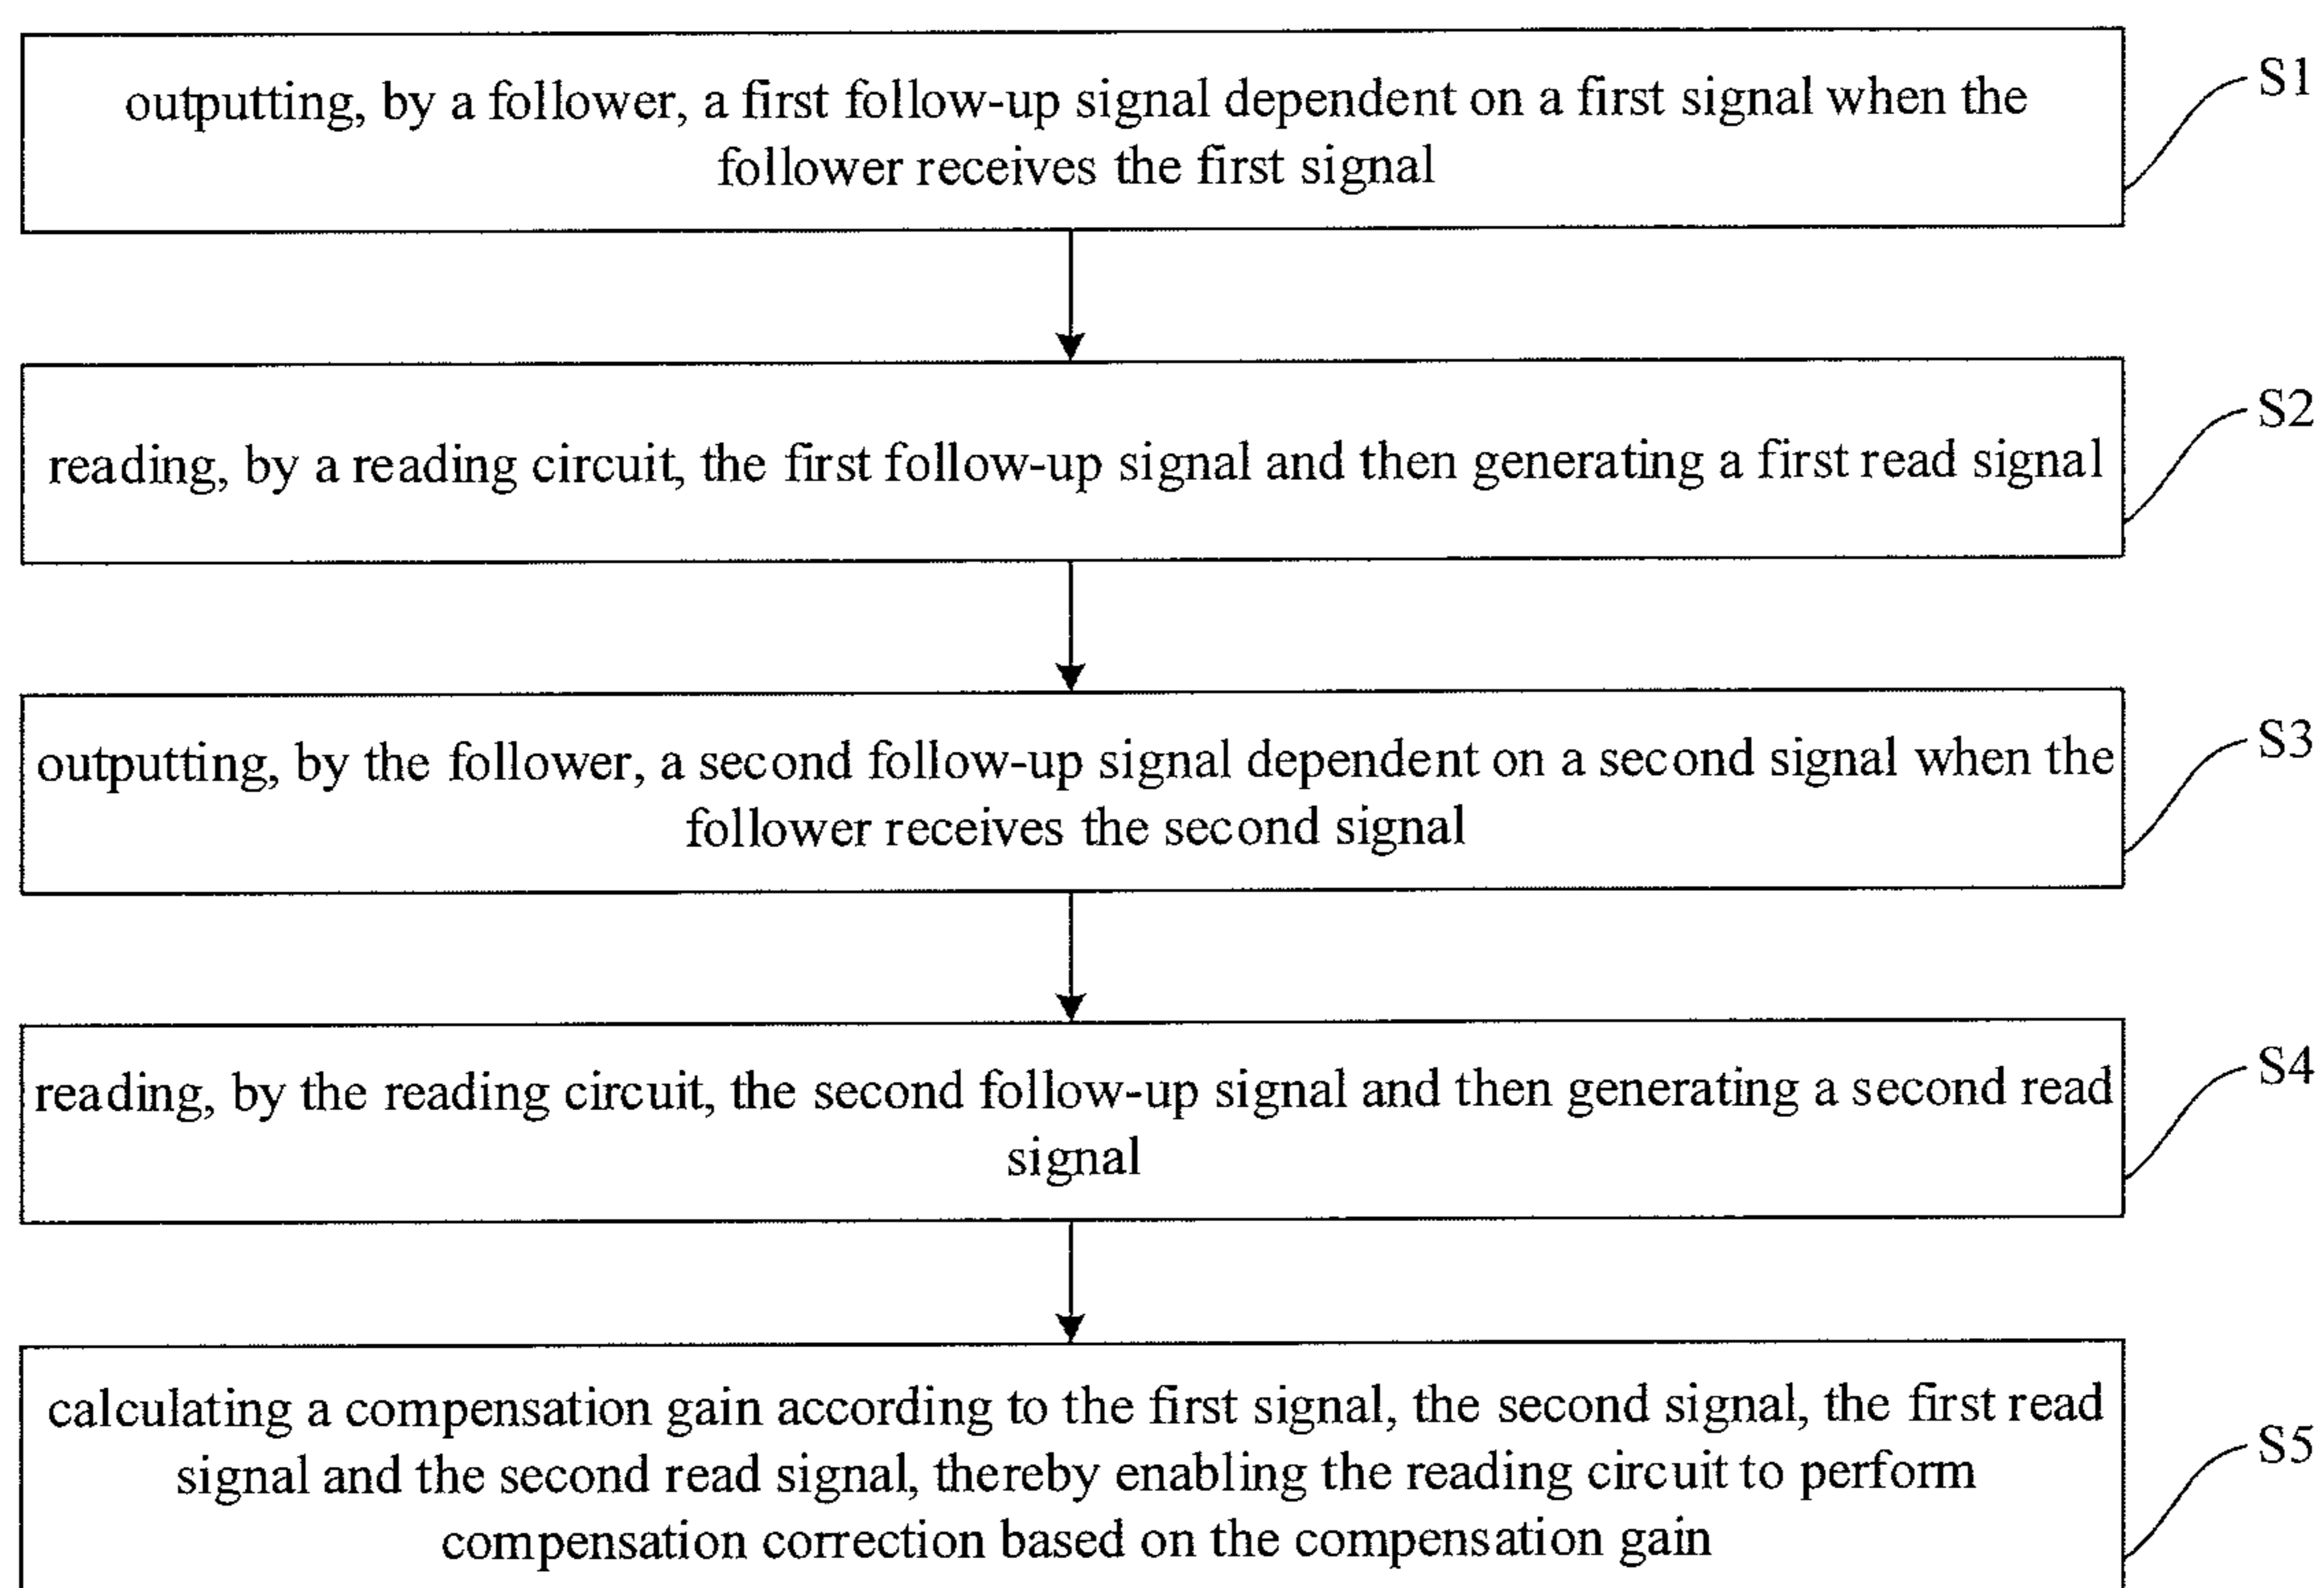 outputting, by a follower, a first follow-up signal dependent on a first signal when the
follower receives the first signal
S1
reading, by a reading circuit, the first follow-up signal and then generating a first read signal
S2
outputting, by the follower, a second follow-up signal dependent on a second signal when the
follower receives the second signal
S3
reading, by the reading circuit, the second follow-up signal and then generating a second read
signal
S4
calculating a compensation gain according to the first signal, the second signal, the first read
signal and the second read signal, thereby enabling the reading circuit to perform
compensation correction based on the compensation gain
S5